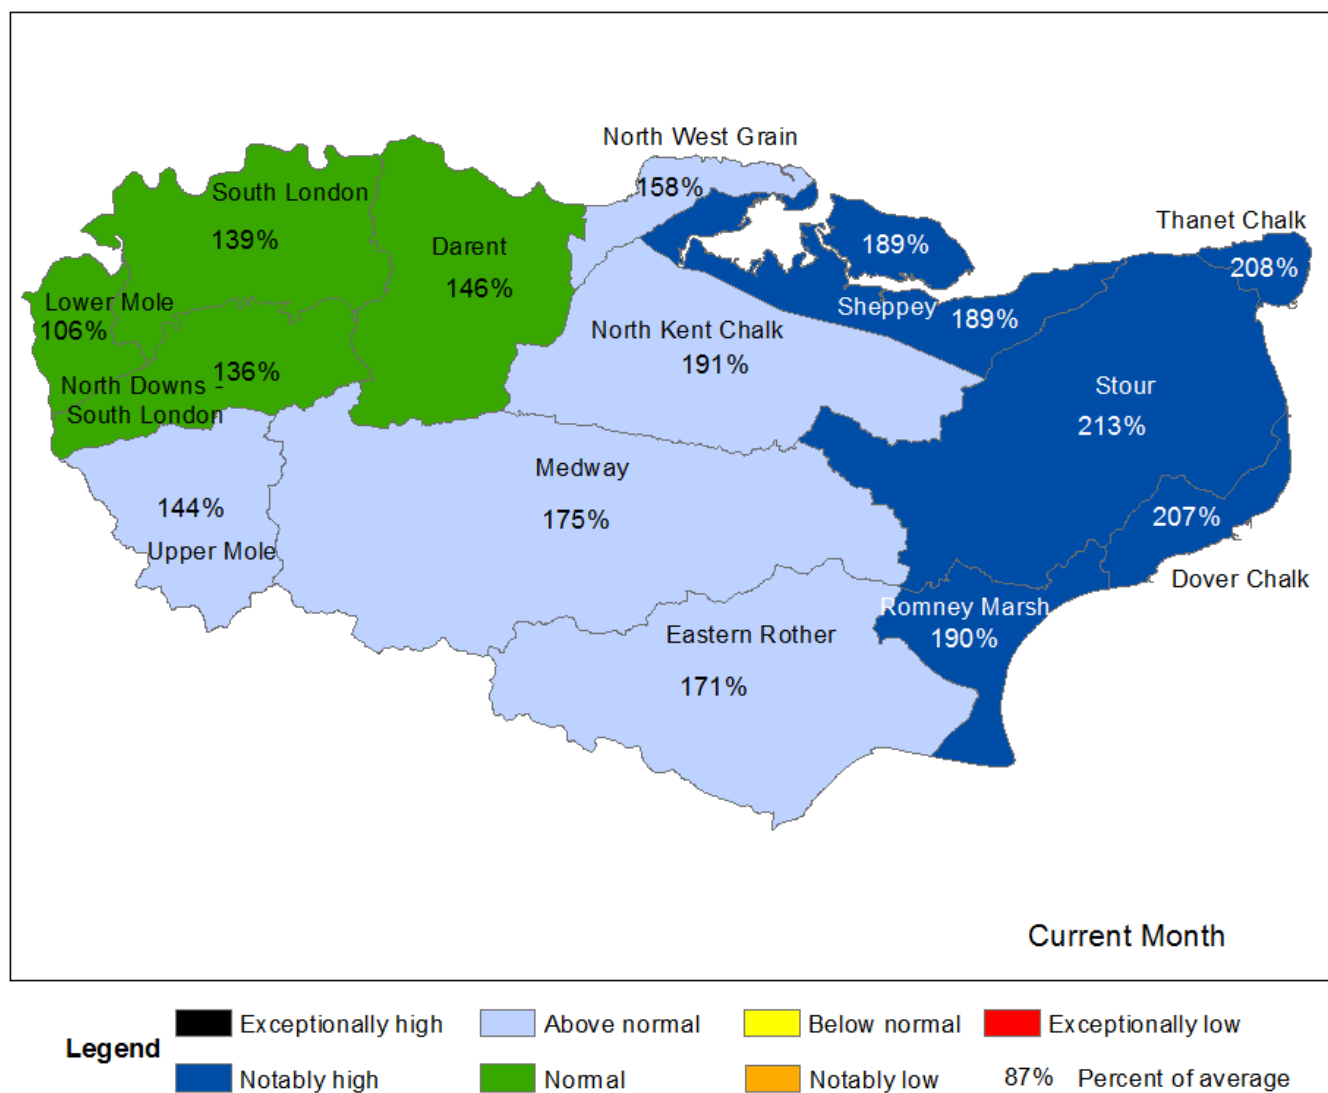 North West Grain
158%
South London
139%
Darent
146%
189%
Thanet Chalk
208%
Lower Mole
106%
Sheppey
189%
North Kent Chalk
191%
136%
North Downs -
South London
Stour
213%
Medway
175%
144%
Upper Mole
207%
Dover Chalk
Romney Marsh
190%
Eastern Rother
171%
Current Month
Legend
Exceptionally high
Above normal
Below normal
Exceptionally low
Notably high
Normal
Notably low
87% Percent of average